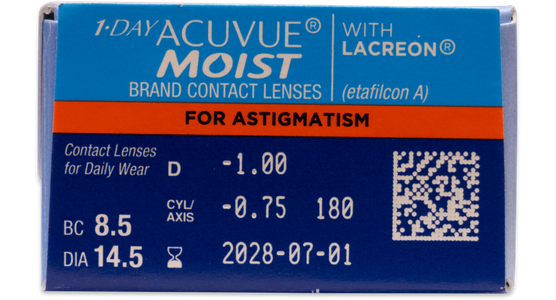 1·DAY ACUVUE® WITH
MOIST LACREON®
BRAND CONTACT LENSES (etafilcon A)
FOR ASTIGMATISM
Contact Lenses
for Daily Wear D -1.00
CYL/
AXIS -0.75 180
BC 8.5
DIA 14.5 2028-07-01